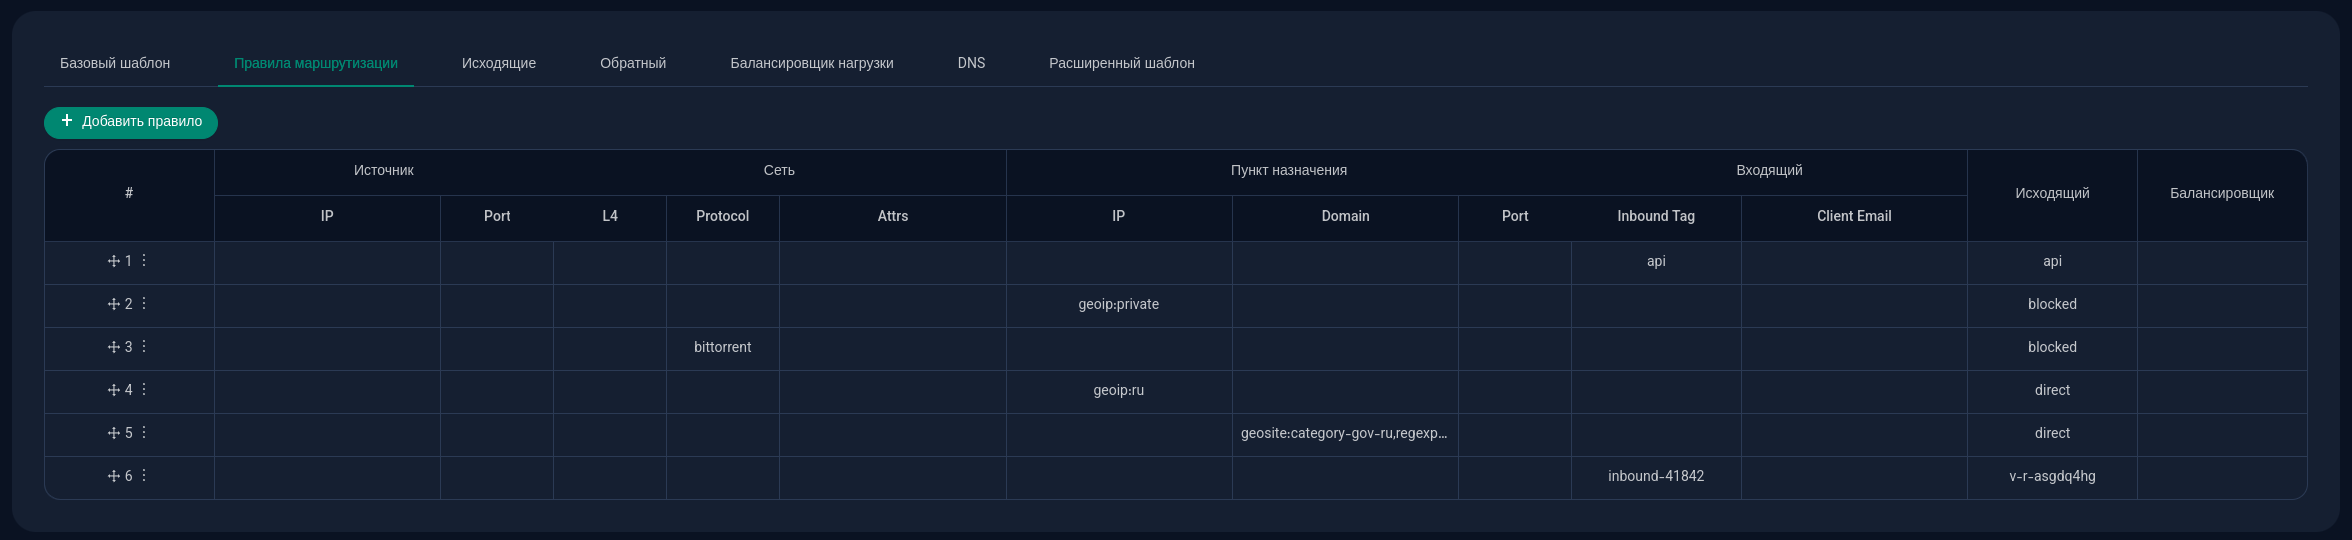 Базовый шаблон Правила маршрутизации Исходящие Обратный Балансировщик нагрузки DNS Расширенный шаблон
+ Добавить правило
# Источник Сеть Пункт назначения Входящий Исходящий Балансировщик
IP Port L4 Protocol Attrs IP Domain Port Inbound Tag Client Email
1 api api
2 geoip:private blocked
3 bittorrent blocked
4 geoip:ru direct
5 geosite:category-gov-ru,regexp... direct
6 inbound-41842 v-r-asgdq4hg